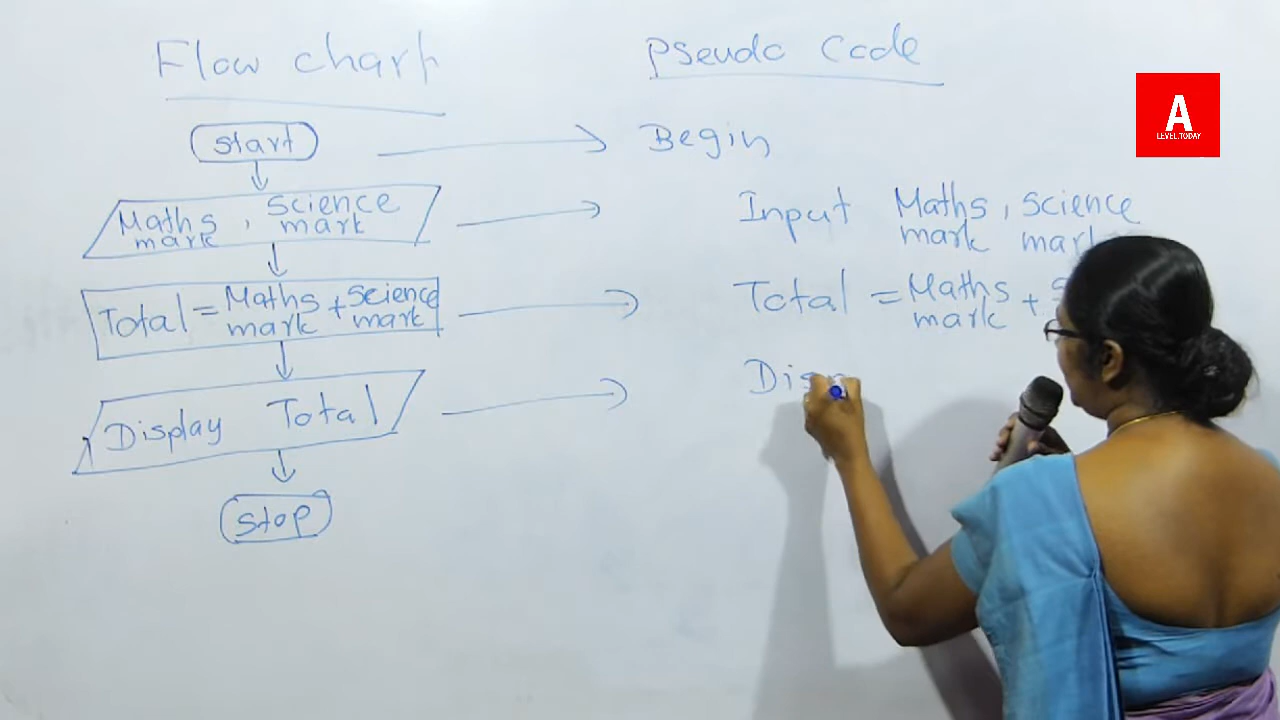 Flow chart
Pseudo Code
start
Begin
Maths mark, Science mark
Input Maths mark, Science mark
Total = Maths mark + Science mark
Total = Maths mark +
Display Total
stop
A
LEVEL.TODAY